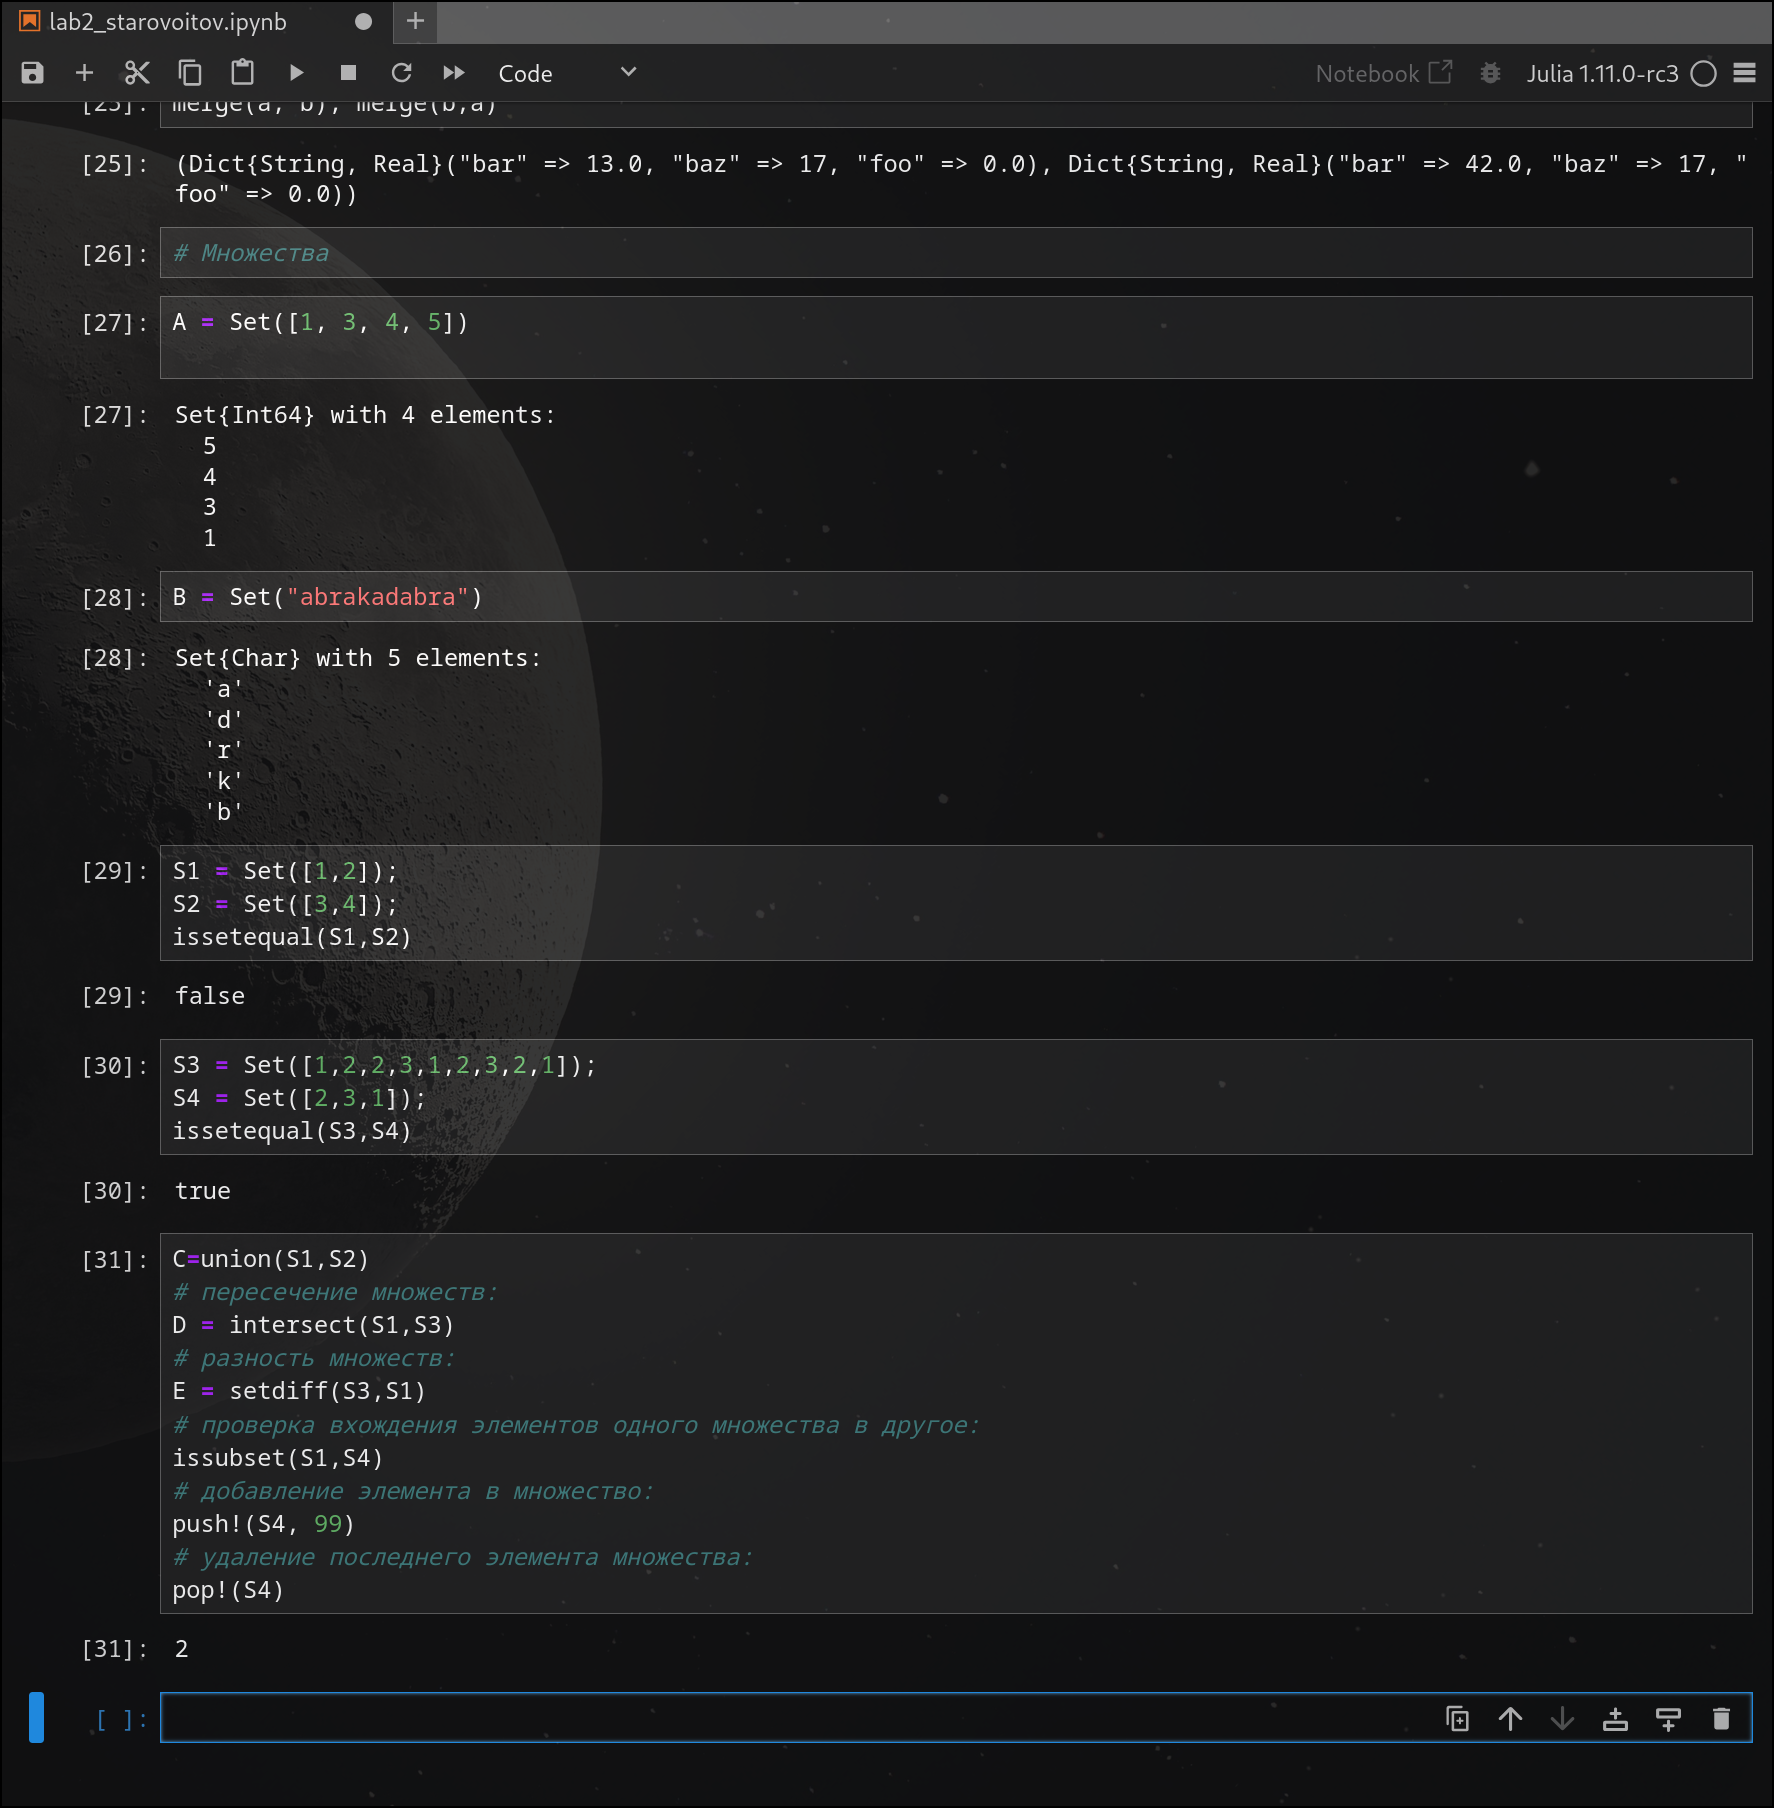 lab2_starovoitov.ipynb
Code
Notebook
Julia 1.11.0-rc3
[25]: merge(a, b), merge(b,a)
[25]: (Dict{String, Real}("bar" => 13.0, "baz" => 17, "foo" => 0.0), Dict{String, Real}("bar" => 42.0, "baz" => 17, "
foo" => 0.0))
[26]: # Множества
[27]: A = Set([1, 3, 4, 5])
[27]: Set{Int64} with 4 elements:
5
4
3
1
[28]: B = Set("abrakadabra")
[28]: Set{Char} with 5 elements:
'a'
'd'
'r'
'k'
'b'
[29]: S1 = Set([1,2]);
S2 = Set([3,4]);
issetequal(S1,S2)
[29]: false
[30]: S3 = Set([1,2,2,3,1,2,3,2,1]);
S4 = Set([2,3,1]);
issetequal(S3,S4)
[30]: true
[31]: C=union(S1,S2)
# пересечение множеств:
D = intersect(S1,S3)
# разность множеств:
E = setdiff(S3,S1)
# проверка вхождения элементов одного множества в другое:
issubset(S1,S4)
# добавление элемента в множество:
push!(S4, 99)
# удаление последнего элемента множества:
pop!(S4)
[31]: 2
[ ]: